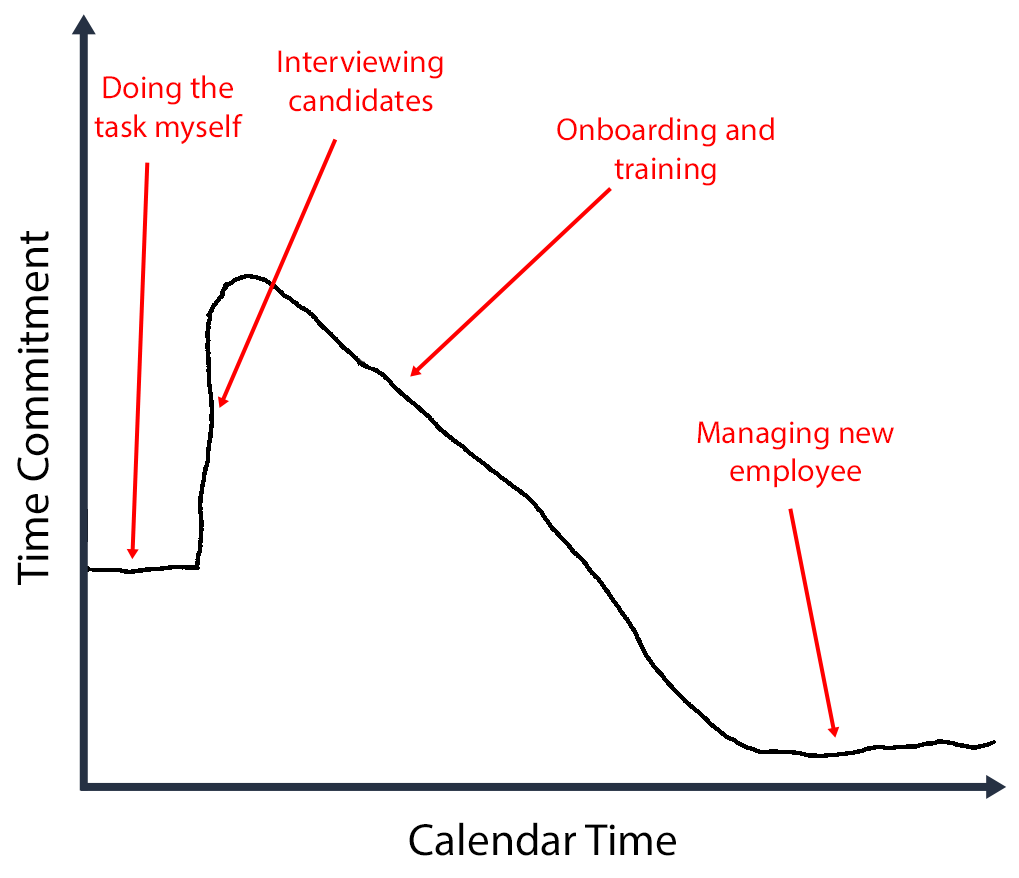 Interviewing
candidates
Doing the
task myself
Onboarding and
training
Time Commitment
Managing new
employee
Calendar Time